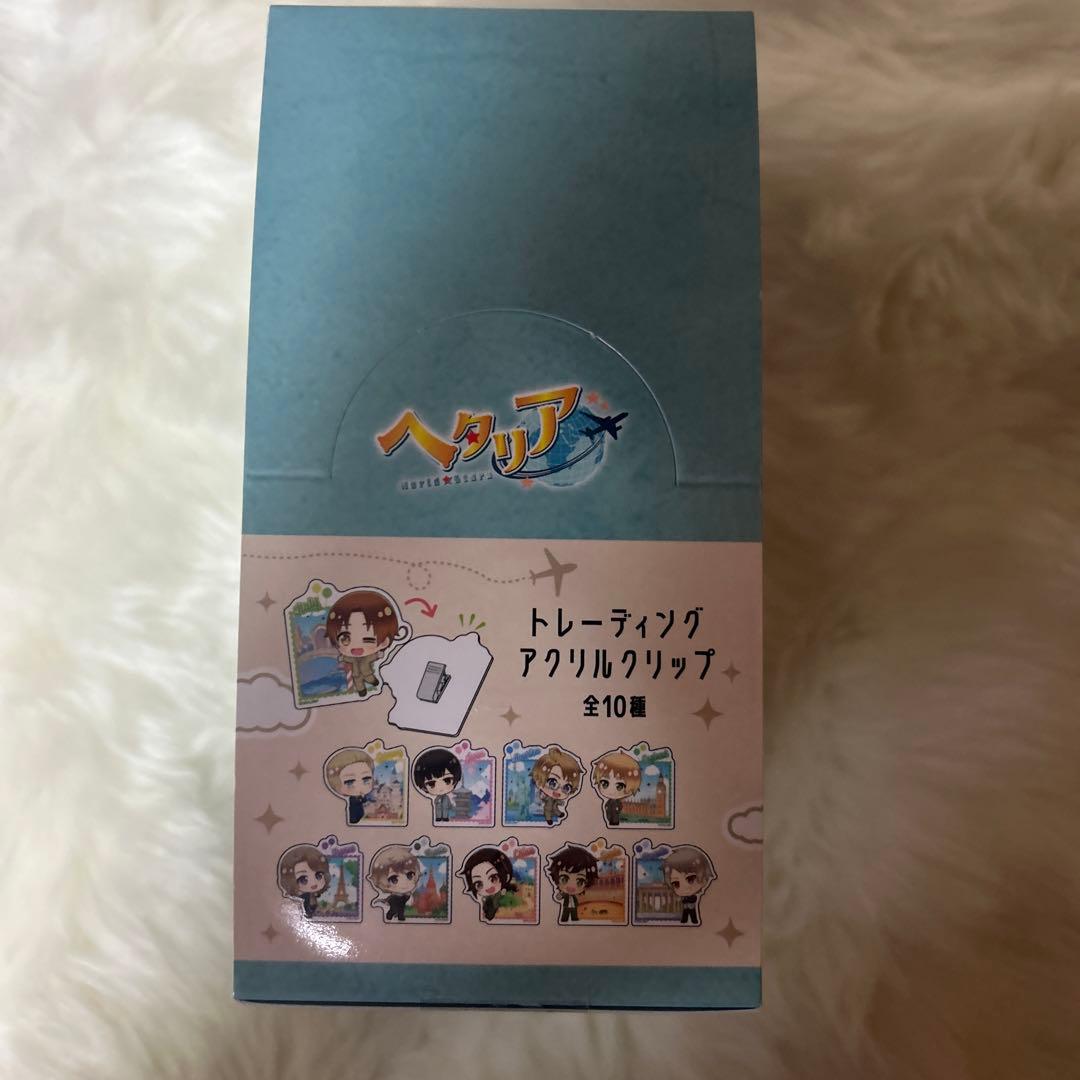 ヘタリア
World★Stars
トレーディング
アクリルクリップ
全10種